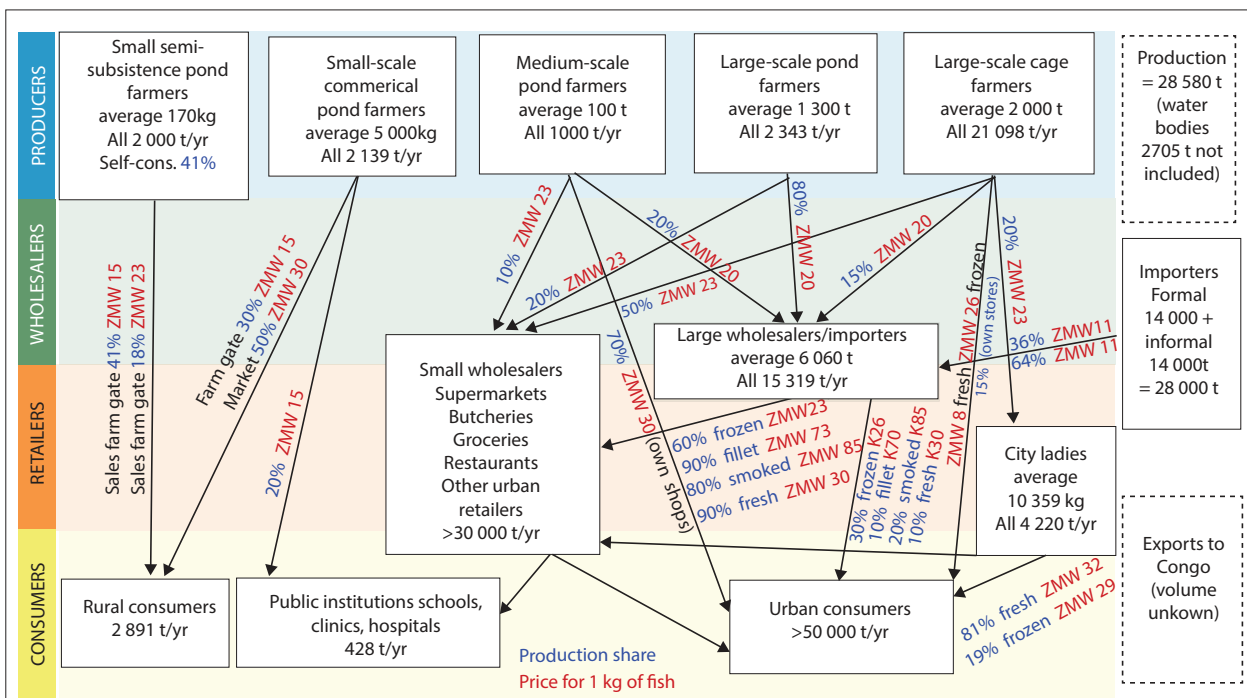 PRODUCERS
Small semi-
subsistence pond
farmers
average 170kg
All 2 000 t/yr
Self-cons. 41%
Small-scale
commerical
pond farmers
average 5 000kg
All 2 139 t/yr
Medium-scale
pond farmers
average 100 t
All 1000 t/yr
Large-scale pond
farmers
average 1 300 t
All 2 343 t/yr
Large-scale cage
farmers
average 2 000 t
All 21 098 t/yr
Production
= 28 580 t
(water
bodies
2705 t not
included)
WHOLESALERS
Sales farm gate 41% ZMW 15
Sales farm gate 18% ZMW 23
Farm gate 30% ZMW 15
Market 50% ZMW 30
20% ZMW 15
10% ZMW 23
20% ZMW 23
50% ZMW 23
20% ZMW 20
80% ZMW 20
15% ZMW 20
70% ZMW 30 (own shops)
ZMW 8 fresh ZMW 26 frozen
15% (own stores)
20% ZMW 23
36% ZMW11
64% ZMW 11
Importers
Formal
14 000 +
informal
14 000t
= 28 000 t
Large wholesalers/importers
average 6 060 t
All 15 319 t/yr
RETAILERS
Small wholesalers
Supermarkets
Butcheries
Groceries
Restaurants
Other urban
retailers
>30 000 t/yr
60% frozen ZMW23
90% fillet ZMW 73
80% smoked ZMW 85
90% fresh ZMW 30
30% frozen K26
10% fillet K70
20% smoked K85
10% fresh K30
City ladies
average
10 359 kg
All 4 220 t/yr
CONSUMERS
Rural consumers
2 891 t/yr
Public institutions schools,
clinics, hospitals
428 t/yr
Urban consumers
>50 000 t/yr
81% fresh ZMW 32
19% frozen ZMW 29
Exports to
Congo
(volume
unkown)
Production share
Price for 1 kg of fish